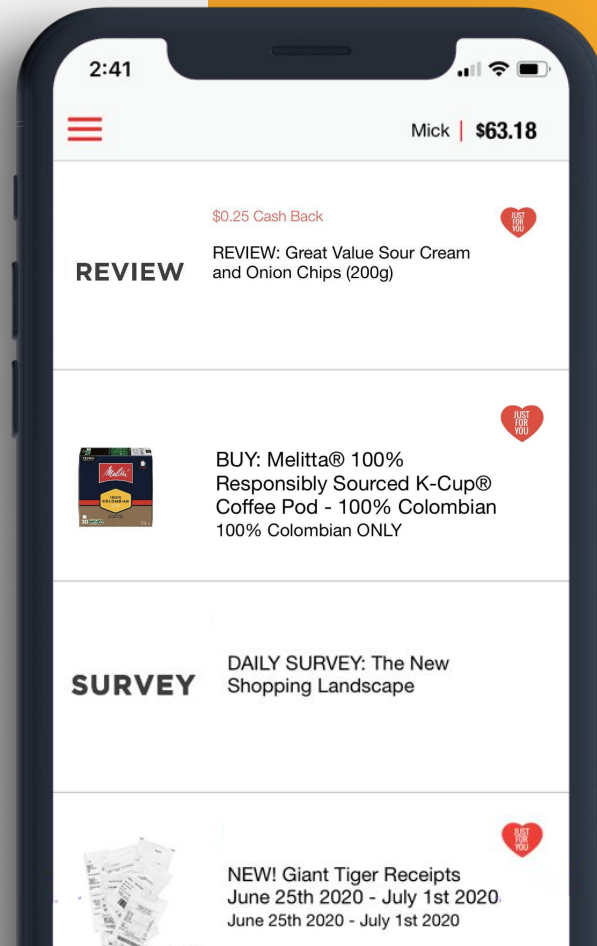 2:41
Mick | $63.18
$0.25 Cash Back
JUST
FOR
YOU
REVIEW
REVIEW: Great Value Sour Cream
and Onion Chips (200g)
JUST
FOR
YOU
Melitta
100%
COLOMBIAN
BUY: Melitta® 100%
Responsibly Sourced K-Cup®
Coffee Pod - 100% Colombian
100% Colombian ONLY
SURVEY
DAILY SURVEY: The New
Shopping Landscape
JUST
FOR
YOU
NEW! Giant Tiger Receipts
June 25th 2020 - July 1st 2020
June 25th 2020 - July 1st 2020